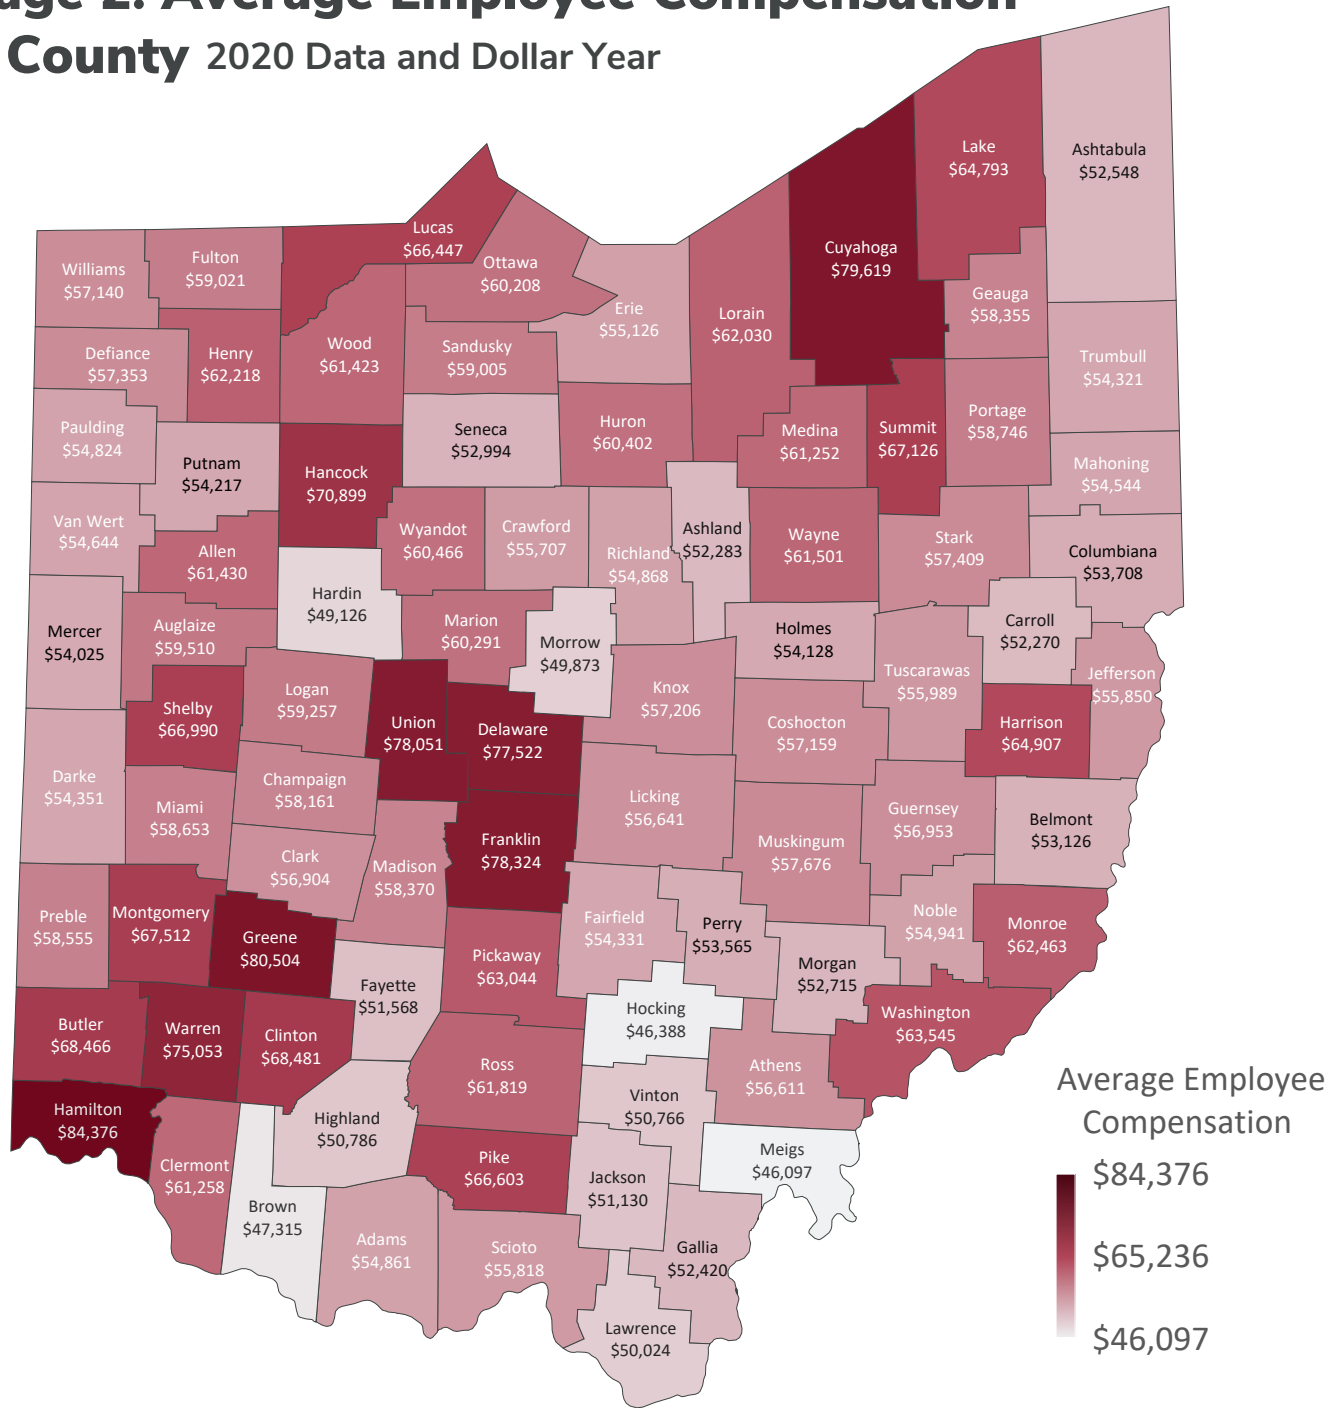 age 2: Average Employee Compensation
County 2020 Data and Dollar Year
Lake
$64,793
Ashtabula
$52,548
Lucas
$66,447
Cuyahoga
$79,619
Williams
$57,140
Fulton
$59,021
Ottawa
$60,208
Geauga
$58,355
Erie
$55,126
Lorain
$62,030
Defiance
$57,353
Henry
$62,218
Wood
$61,423
Sandusky
$59,005
Trumbull
$54,321
Paulding
$54,824
Seneca
$52,994
Huron
$60,402
Medina
$61,252
Summit
$67,126
Portage
$58,746
Putnam
$54,217
Hancock
$70,899
Mahoning
$54,544
Van Wert
$54,644
Allen
$61,430
Wyandot
$60,466
Crawford
$55,707
Richland
$54,868
Ashland
$52,283
Wayne
$61,501
Stark
$57,409
Columbiana
$53,708
Hardin
$49,126
Mercer
$54,025
Auglaize
$59,510
Marion
$60,291
Morrow
$49,873
Holmes
$54,128
Carroll
$52,270
Tuscarawas
$55,989
Jefferson
$55,850
Shelby
$66,990
Logan
$59,257
Union
$78,051
Delaware
$77,522
Knox
$57,206
Coshocton
$57,159
Harrison
$64,907
Darke
$54,351
Miami
$58,653
Champaign
$58,161
Licking
$56,641
Guernsey
$56,953
Belmont
$53,126
Franklin
$78,324
Muskingum
$57,676
Clark
$56,904
Madison
$58,370
Preble
$58,555
Montgomery
$67,512
Greene
$80,504
Fairfield
$54,331
Perry
$53,565
Noble
$54,941
Monroe
$62,463
Pickaway
$63,044
Morgan
$52,715
Fayette
$51,568
Hocking
$46,388
Washington
$63,545
Butler
$68,466
Warren
$75,053
Clinton
$68,481
Ross
$61,819
Athens
$56,611
Vinton
$50,766
Hamilton
$84,376
Highland
$50,786
Clermont
$61,258
Pike
$66,603
Jackson
$51,130
Meigs
$46,097
Brown
$47,315
Adams
$54,861
Scioto
$55,818
Gallia
$52,420
Lawrence
$50,024
Average Employee
Compensation
$84,376
$65,236
$46,097